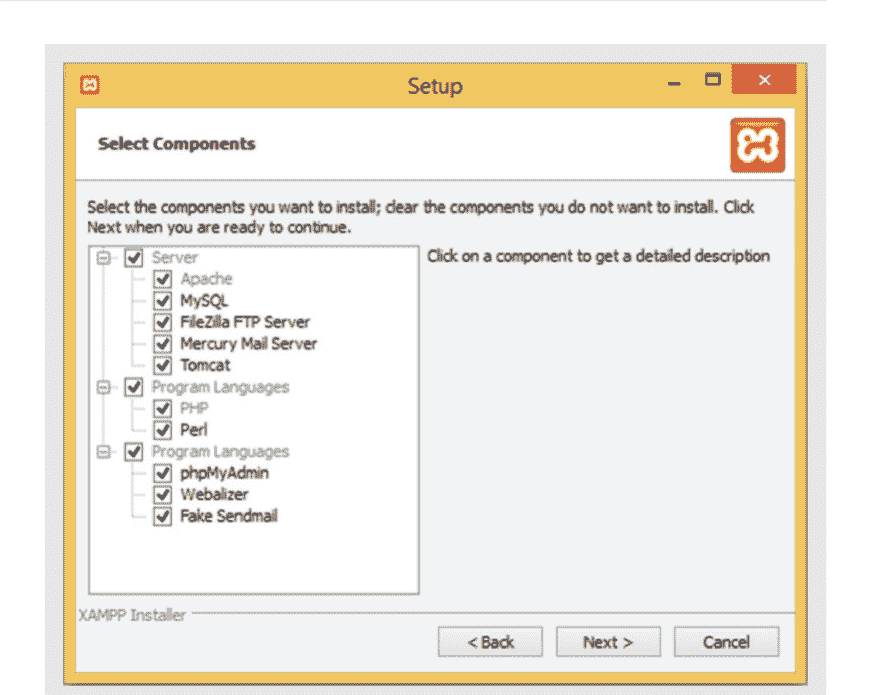 Setup
Select Components
Select the components you want to install; clear the components you do not want to install. Click
Next when you are ready to continue.
Server
Click on a component to get a detailed description
Apache
MySQL
FileZilla FTP Server
Mercury Mail Server
Tomcat
Program Languages
PHP
Perl
Program Languages
phpMyAdmin
Webalizer
Fake Sendmail
XAMPP Installer
< Back
Next >
Cancel